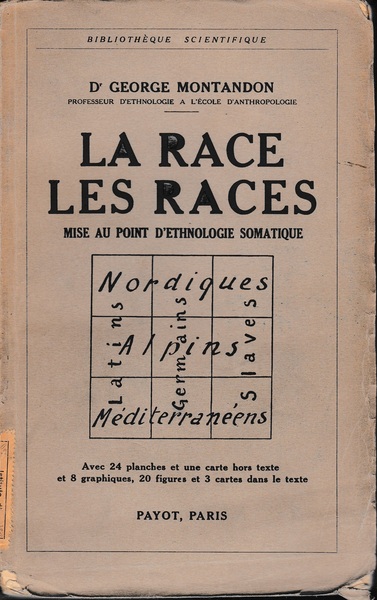 BIBLIOTHÈQUE SCIENTIFIQUE
Dr GEORGE MONTANDON
PROFESSEUR D'ETHNOLOGIE A L'ÉCOLE D'ANTHROPOLOGIE
LA RACE
LES RACES
MISE AU POINT D'ETHNOLOGIE SOMATIQUE
Nordiques
Alpins
Méditerranéens
Latins
Germains
Slaves
Avec 24 planches et une carte hors texte
et 8 graphiques, 20 figures et 3 cartes dans le texte
PAYOT, PARIS